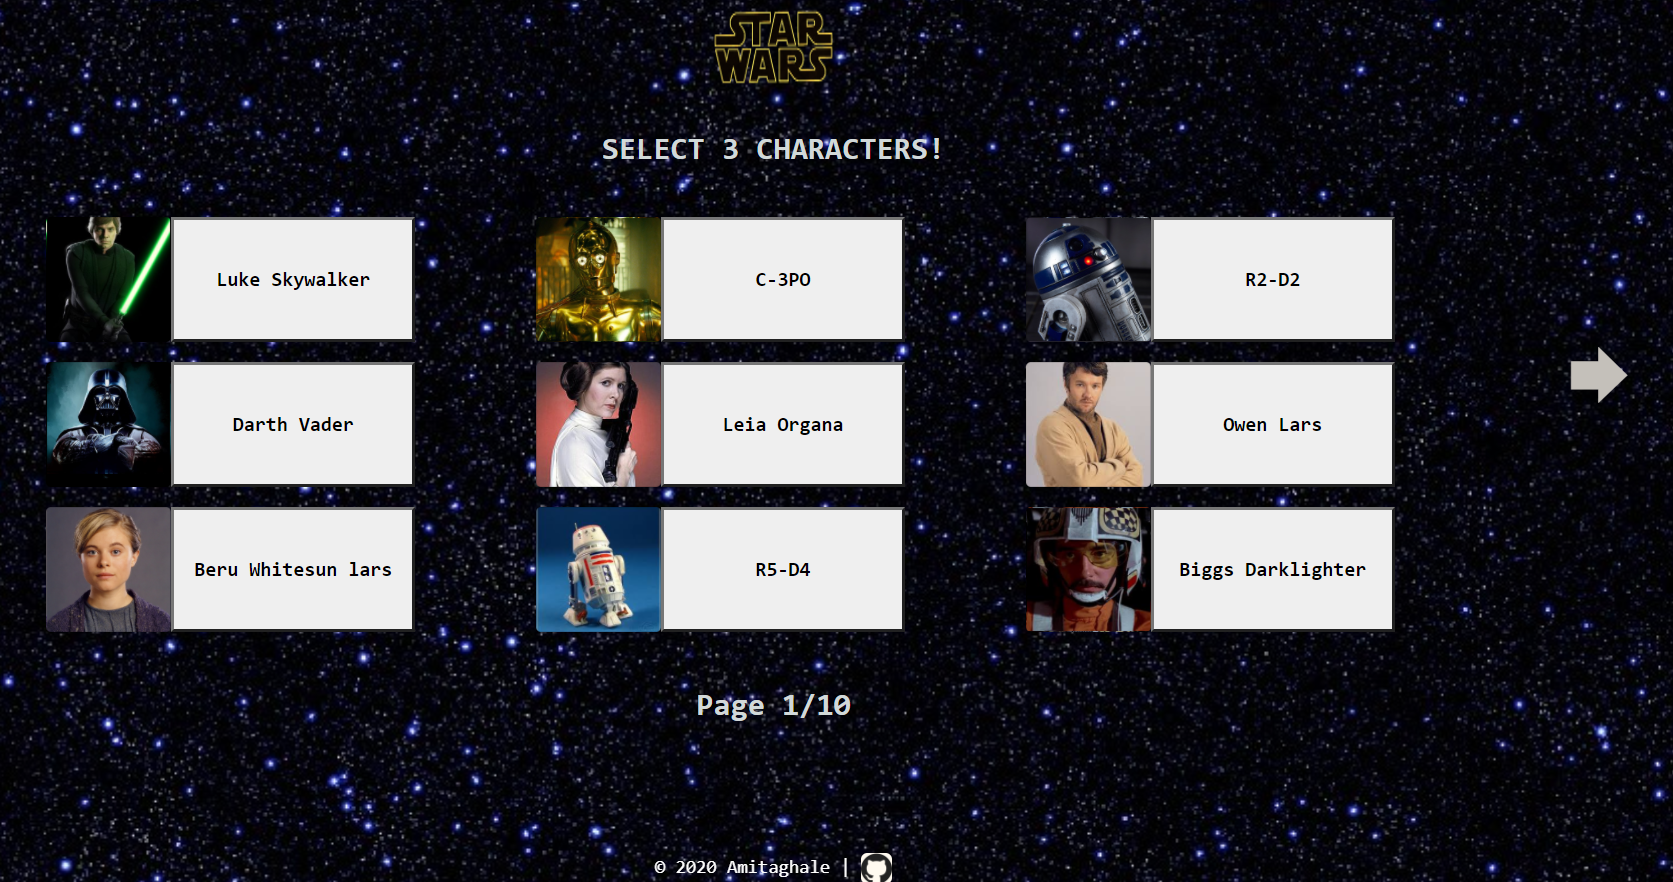 STAR
WARS
SELECT 3 CHARACTERS!
Luke Skywalker
C-3PO
R2-D2
Darth Vader
Leia Organa
Owen Lars
Beru Whitesun lars
R5-D4
Biggs Darklighter
Page 1/10
© 2020 Amitaghale |